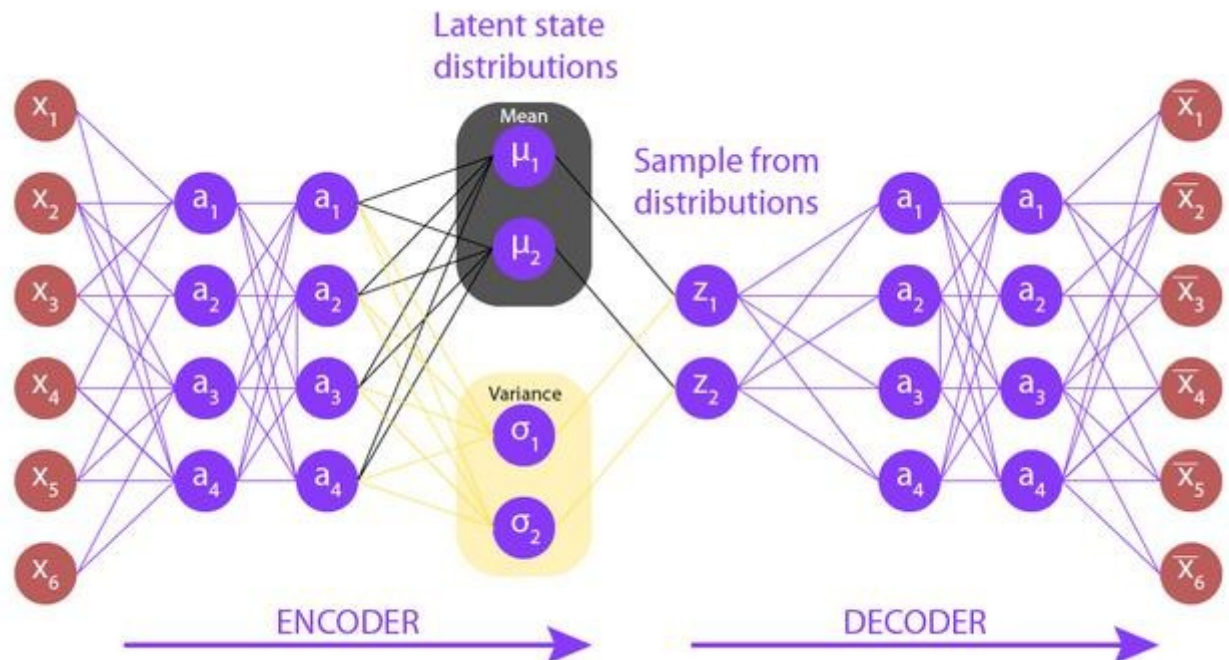 Latent state
distributions
Sample from
distributions
x₁
x₂
x₃
x₄
x₅
x₆
a₁
a₂
a₃
a₄
a₁
a₂
a₃
a₄
Mean
μ₁
μ₂
Variance
σ₁
σ₂
z₁
z₂
a₁
a₂
a₃
a₄
a₁
a₂
a₃
a₄
x̅₁
x̅₂
x̅₃
x̅₄
x̅₅
x̅₆
ENCODER
DECODER